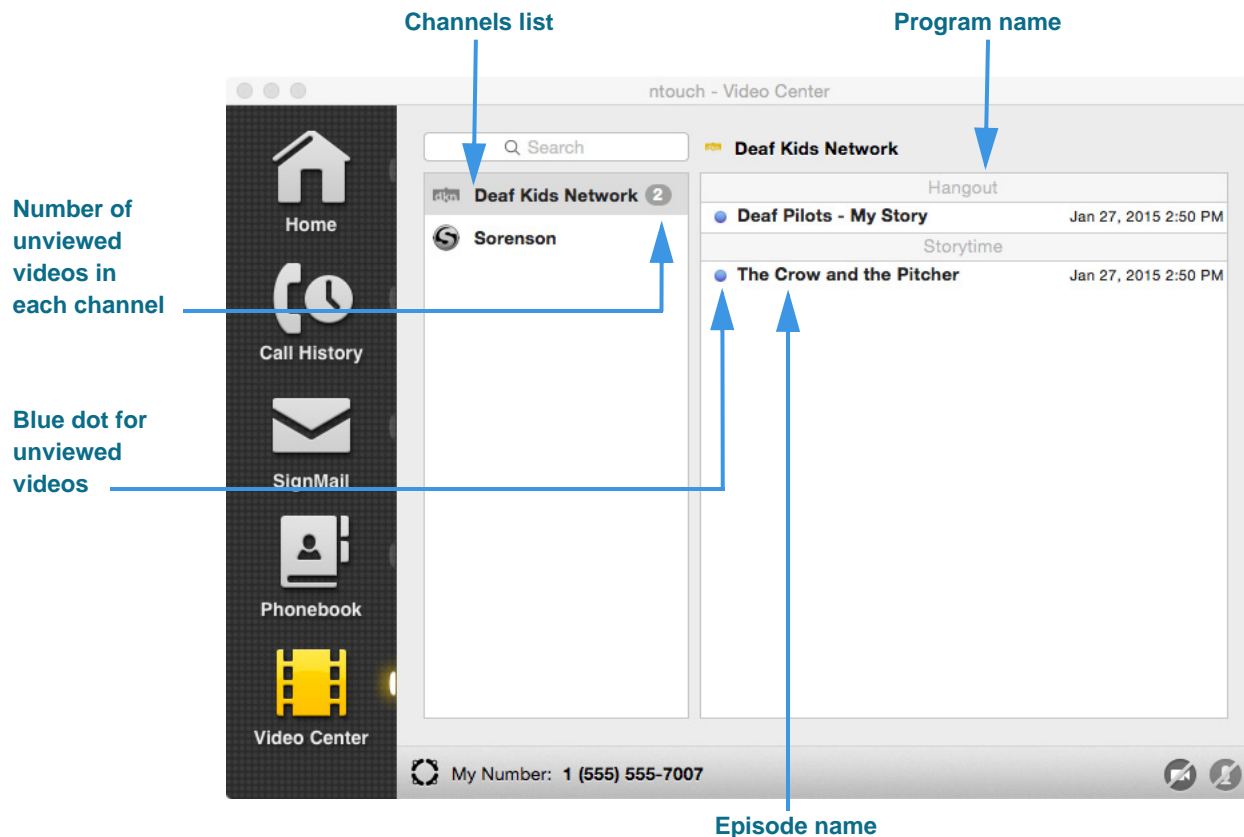 Channels list
Program name
ntouch - Video Center
Search
Deaf Kids Network
Hangout
dkn Deaf Kids Network 2
Deaf Pilots - My Story Jan 27, 2015 2:50 PM
Number of
unviewed
videos in
each channel
Home
Sorenson
Storytime
The Crow and the Pitcher Jan 27, 2015 2:50 PM
Call History
Blue dot for
unviewed
videos
SignMail
Phonebook
Video Center
My Number: 1 (555) 555-7007
Episode name